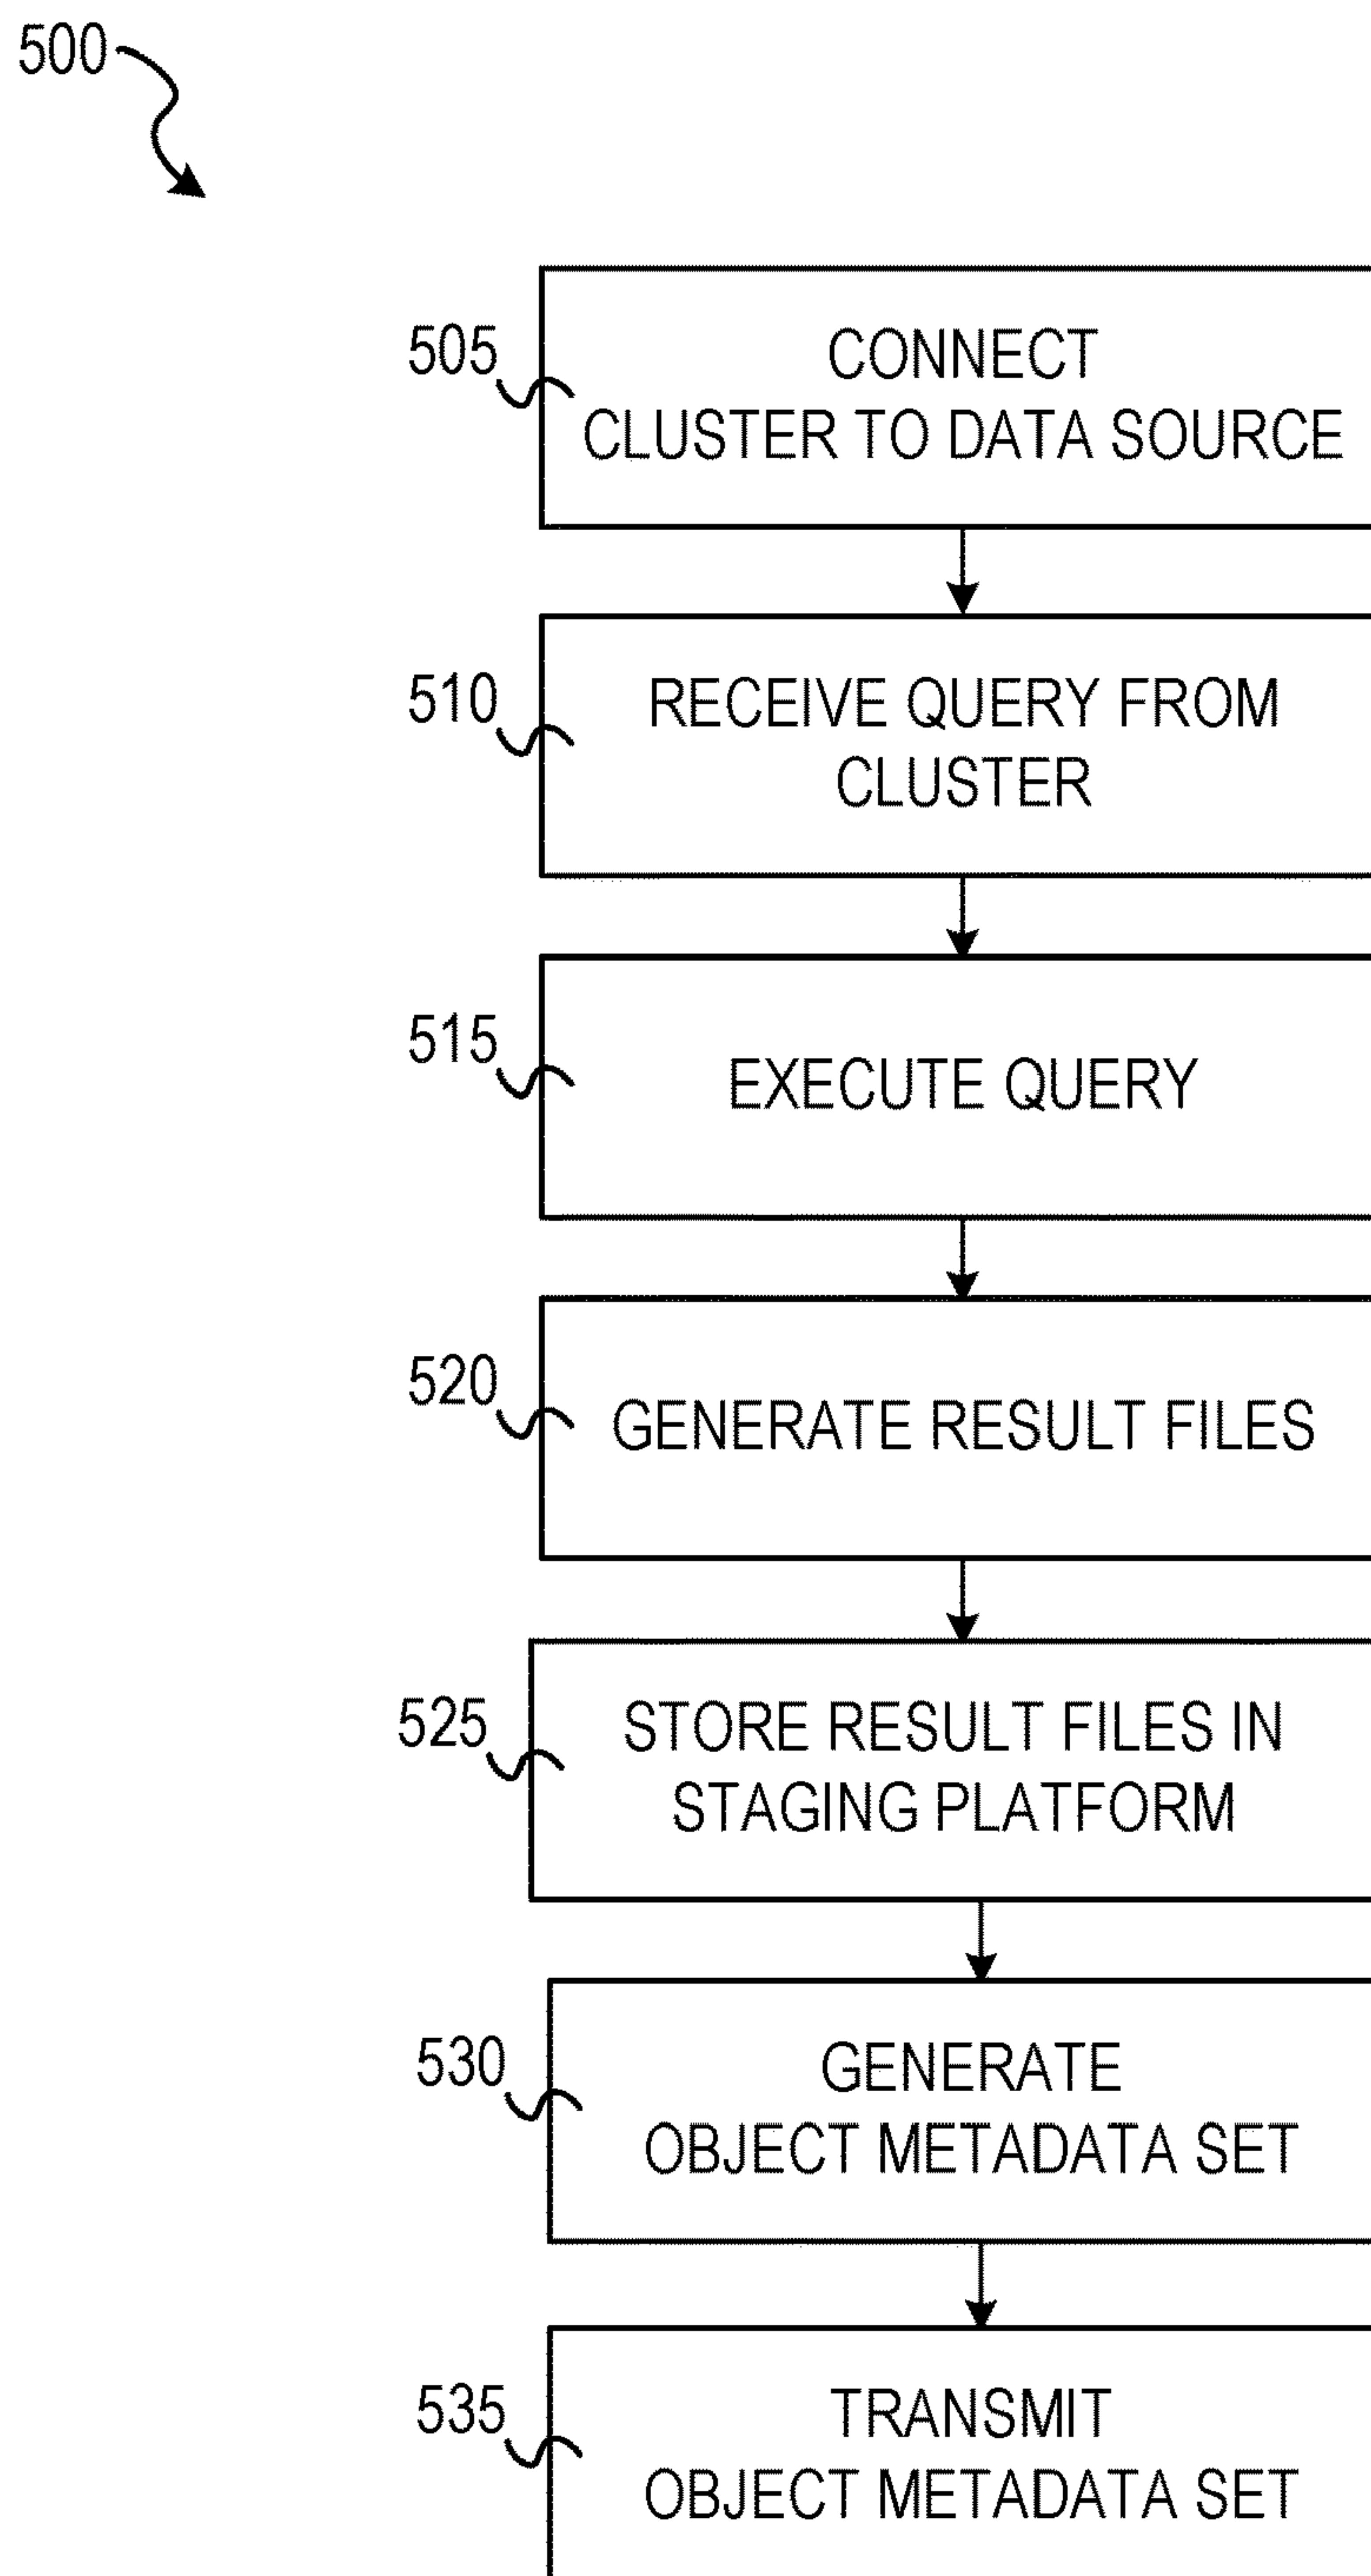 500
505
CONNECT
CLUSTER TO DATA SOURCE
510
RECEIVE QUERY FROM
CLUSTER
515
EXECUTE QUERY
520
GENERATE RESULT FILES
525
STORE RESULT FILES IN
STAGING PLATFORM
530
GENERATE
OBJECT METADATA SET
535
TRANSMIT
OBJECT METADATA SET